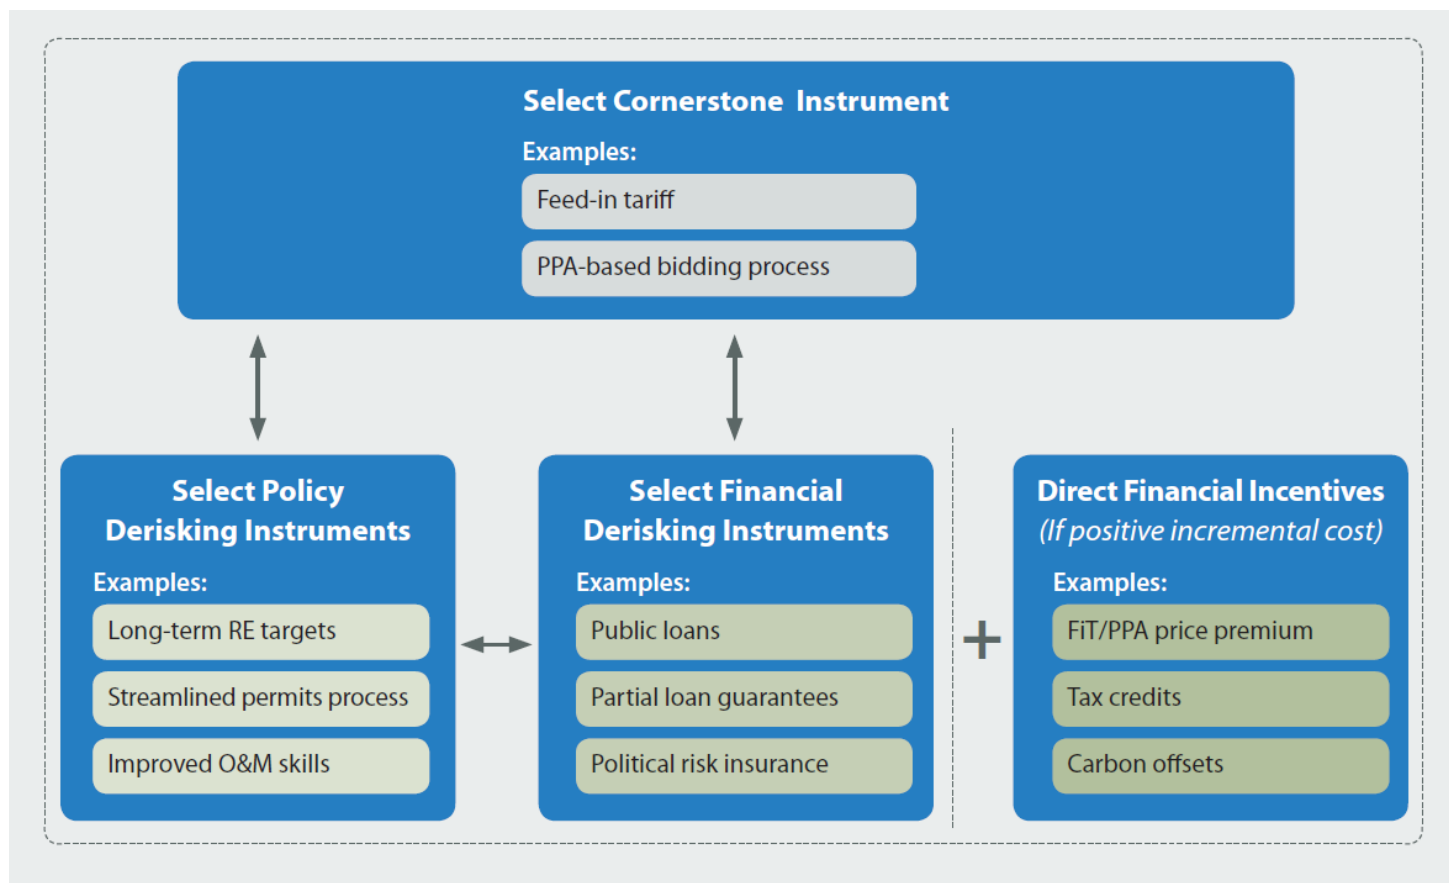 Select Cornerstone Instrument
Examples:
Feed-in tariff
PPA-based bidding process
Select Policy
Derisking Instruments
Examples:
Long-term RE targets
Streamlined permits process
Improved O&M skills
Select Financial
Derisking Instruments
Examples:
Public loans
Partial loan guarantees
Political risk insurance
+
Direct Financial Incentives
(If positive incremental cost)
Examples:
FiT/PPA price premium
Tax credits
Carbon offsets